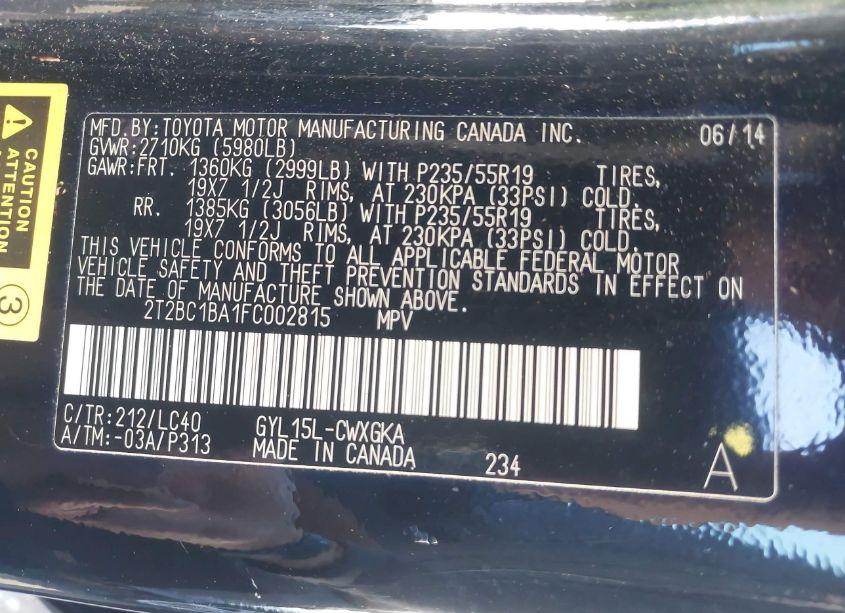 MFD.BY:TOYOTA MOTOR MANUFACTURING CANADA INC. 06/14
GVWR:2710KG (5980LB)
GAWR:FRT. 1360KG (2999LB) WITH P235/55R19 TIRES,
19X7 1/2J RIMS, AT 230KPA (33PSI) COLD.
RR. 1385KG (3056LB) WITH P235/55R19 TIRES,
19X7 1/2J RIMS, AT 230KPA (33PSI) COLD.
THIS VEHICLE CONFORMS TO ALL APPLICABLE FEDERAL MOTOR
VEHICLE SAFETY AND THEFT PREVENTION STANDARDS IN EFFECT ON
THE DATE OF MANUFACTURE SHOWN ABOVE.
2T2BC1BA1FC002815 MPV
C/TR:212/LC40 GYL15L-CWXGKA
A/TM:-03A/P313 MADE IN CANADA 234 A
CAUTION
ATTENTION
3